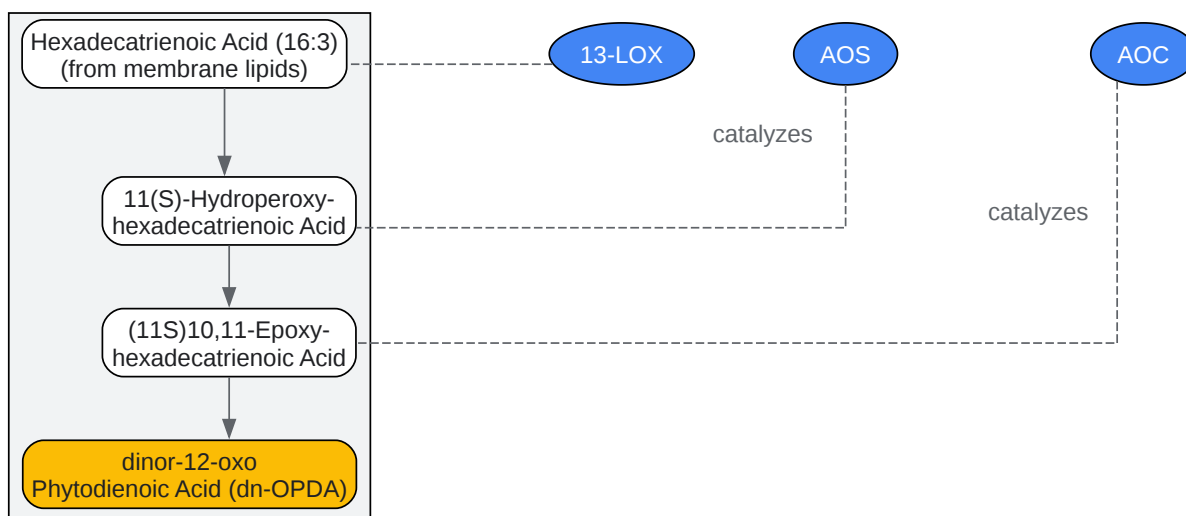 Hexadecatrienoic Acid (16:3)
(from membrane lipids)
13-LOX
AOS
AOC
catalyzes
11(S)-Hydroperoxy-
hexadecatrienoic Acid
catalyzes
(11S)10,11-Epoxy-
hexadecatrienoic Acid
dinor-12-oxo
Phytodienoic Acid (dn-OPDA)